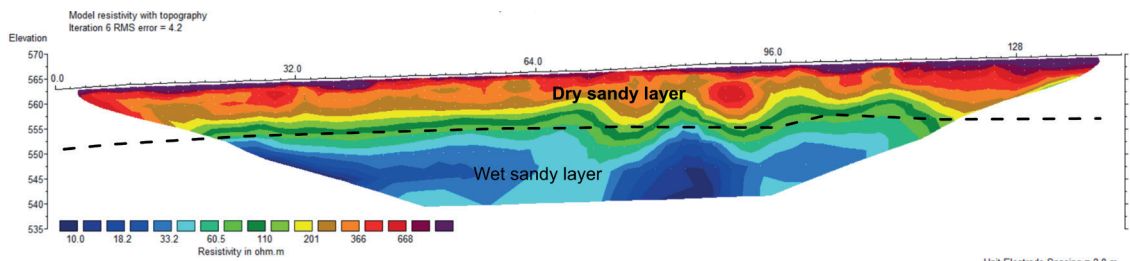 Model resistivity with topography
Iteration 6 RMS error = 4.2
Elevation
570
565
560
555
550
545
540
535
0.0
32.0
64.0
96.0
128
Dry sandy layer
Wet sandy layer
10.0 18.2 33.2 60.5 110 201 366 668
Resistivity in ohm.m